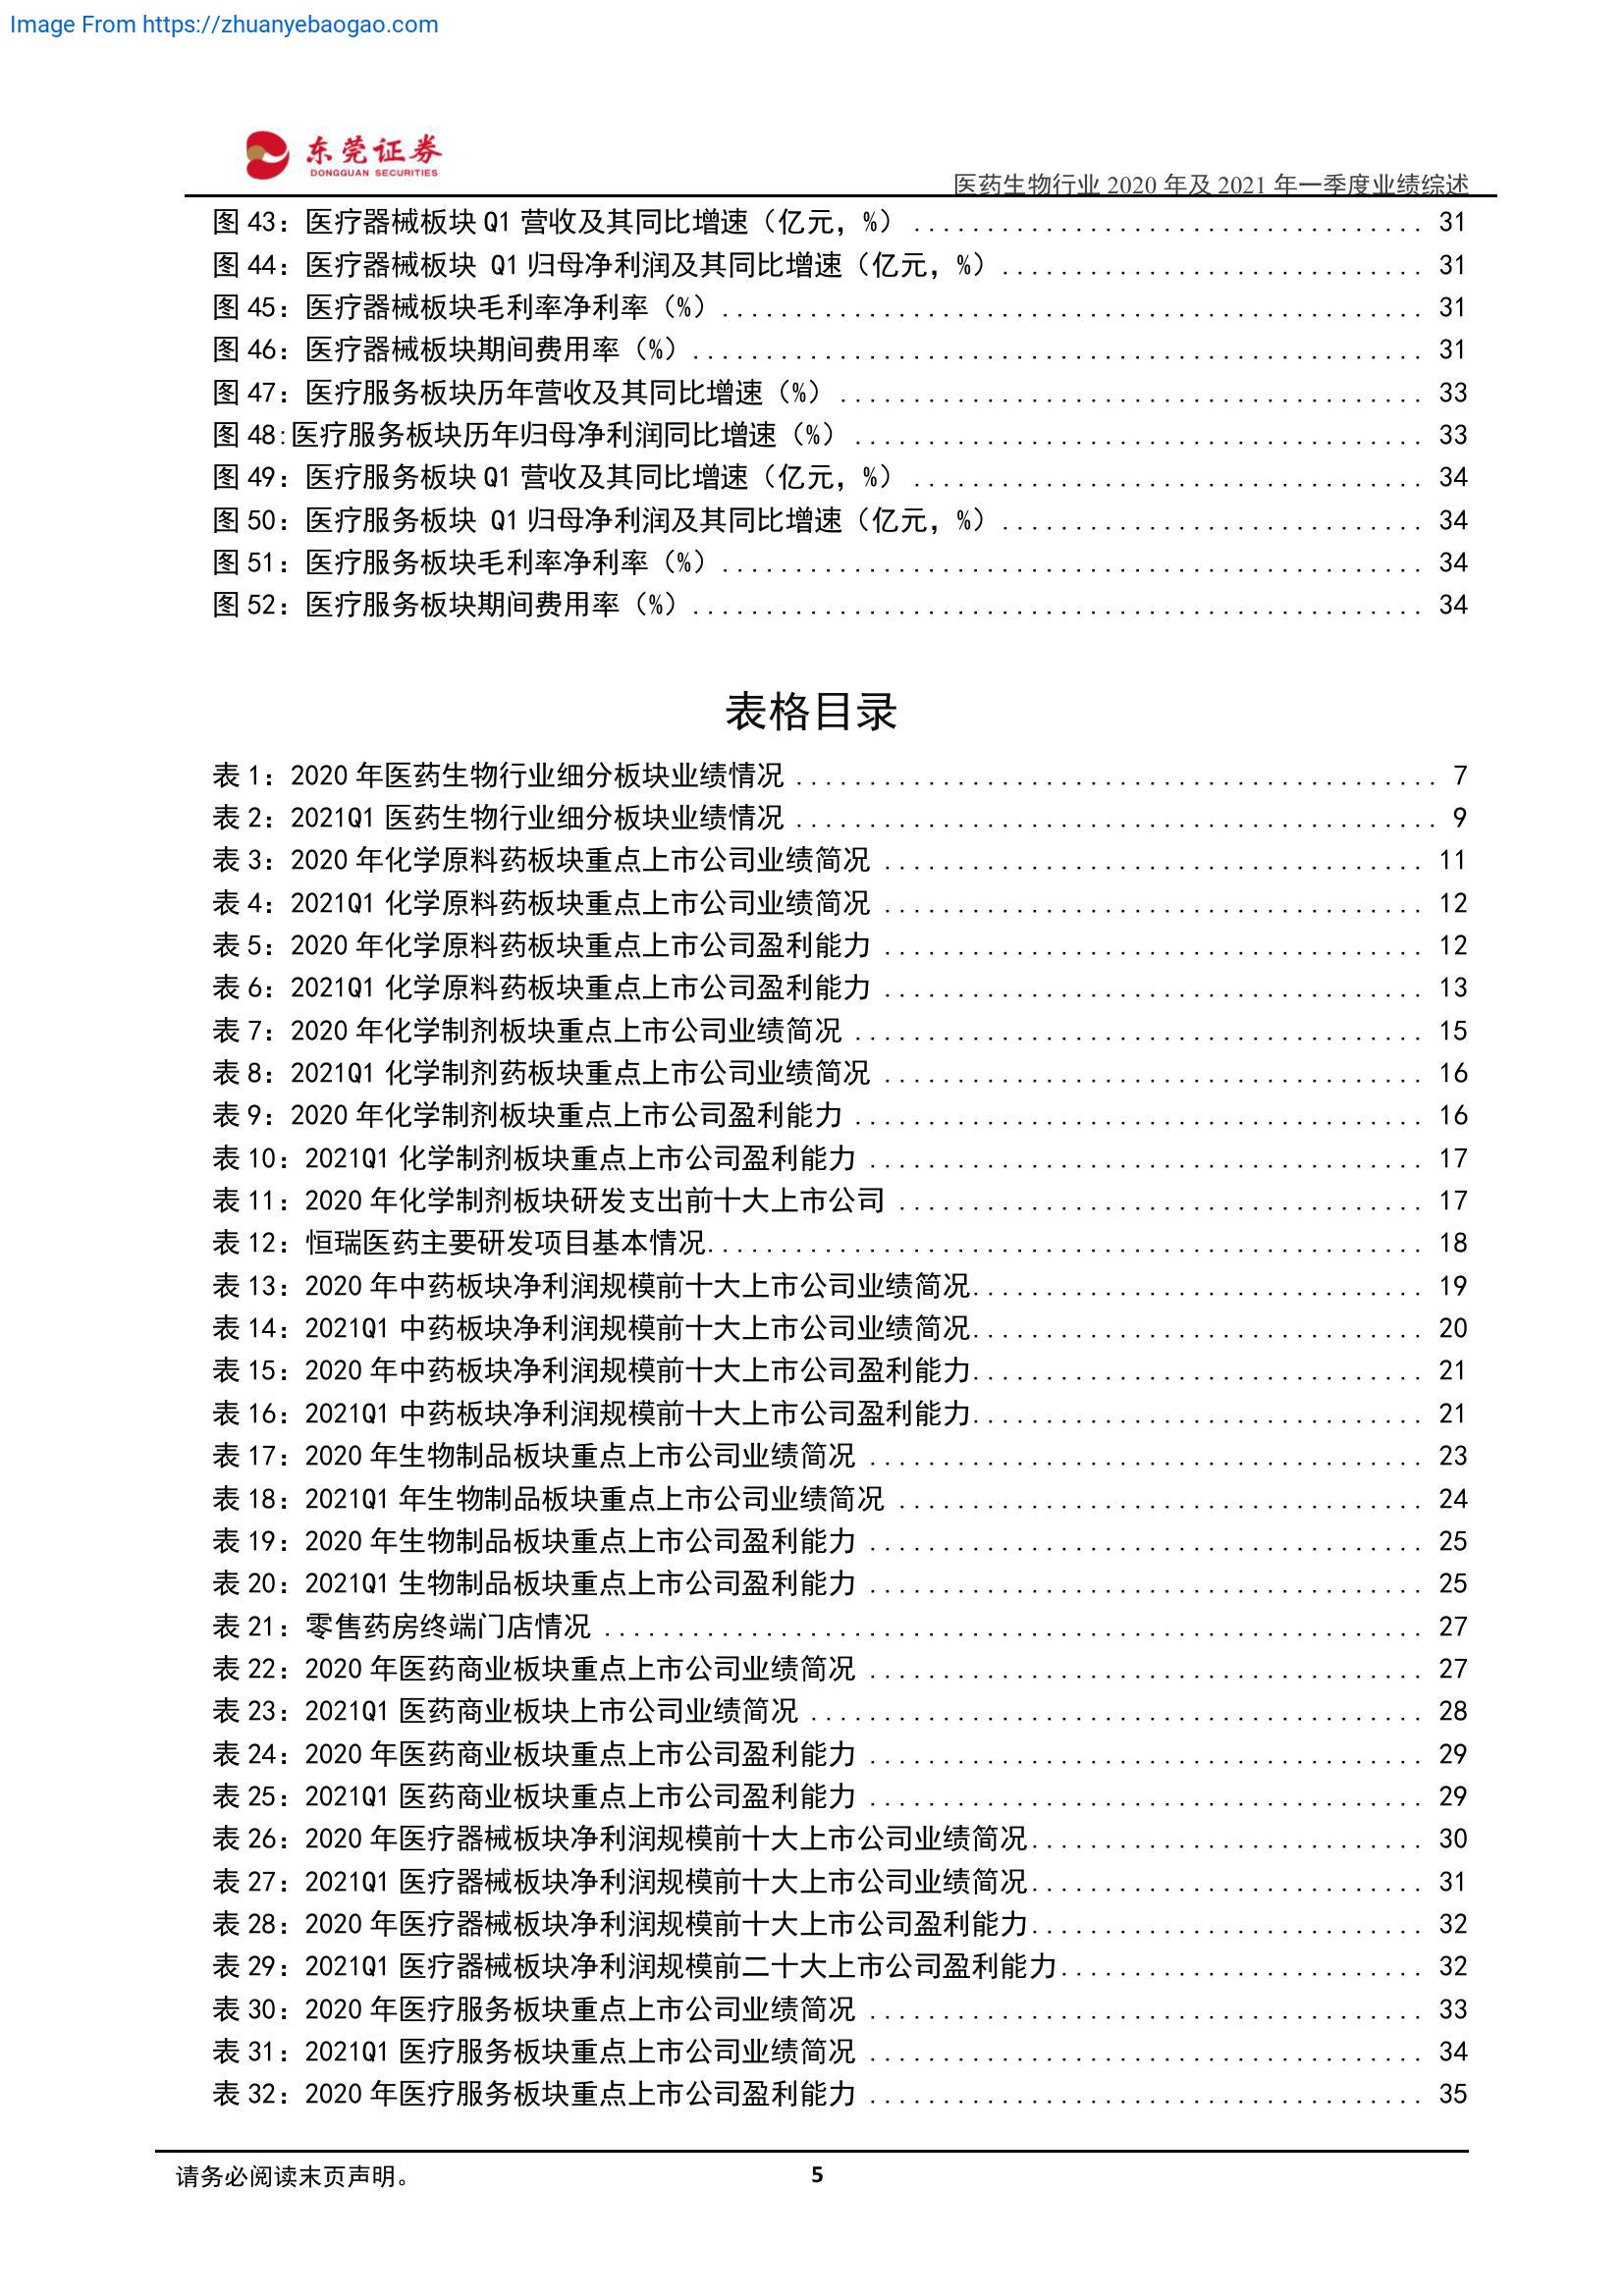 Image From https://zhuanyebaogao.com
东莞证券
DONGGUAN SECURITIES
医药生物行业 2020 年及 2021 年一季度业绩综述
图 43：医疗器械板块 Q1 营收及其同比增速（亿元，%） ................................... 31
图 44：医疗器械板块 Q1 归母净利润及其同比增速（亿元，%）............................. 31
图 45：医疗器械板块毛利率净利率（%）................................................ 31
图 46：医疗器械板块期间费用率（%）.................................................. 31
图 47：医疗服务板块历年营收及其同比增速（%） ........................................ 33
图 48:医疗服务板块历年归母净利润同比增速（%） ....................................... 33
图 49：医疗服务板块 Q1 营收及其同比增速（亿元，%） ................................... 34
图 50：医疗服务板块 Q1 归母净利润及其同比增速（亿元，%）............................. 34
图 51：医疗服务板块毛利率净利率（%）................................................ 34
图 52：医疗服务板块期间费用率（%）.................................................. 34
表格目录
表 1：2020 年医药生物行业细分板块业绩情况 ............................................ 7
表 2：2021Q1 医药生物行业细分板块业绩情况 ............................................ 9
表 3：2020 年化学原料药板块重点上市公司业绩简况 ..................................... 11
表 4：2021Q1 化学原料药板块重点上市公司业绩简况 ..................................... 12
表 5：2020 年化学原料药板块重点上市公司盈利能力 ..................................... 12
表 6：2021Q1 化学原料药板块重点上市公司盈利能力 ..................................... 13
表 7：2020 年化学制剂板块重点上市公司业绩简况 ....................................... 15
表 8：2021Q1 化学制剂药板块重点上市公司业绩简况 ..................................... 16
表 9：2020 年化学制剂板块重点上市公司盈利能力 ....................................... 16
表 10：2021Q1 化学制剂板块重点上市公司盈利能力 ...................................... 17
表 11：2020 年化学制剂板块研发支出前十大上市公司 .................................... 17
表 12：恒瑞医药主要研发项目基本情况................................................. 18
表 13：2020 年中药板块净利润规模前十大上市公司业绩简况............................... 19
表 14：2021Q1 中药板块净利润规模前十大上市公司业绩简况............................... 20
表 15：2020 年中药板块净利润规模前十大上市公司盈利能力............................... 21
表 16：2021Q1 中药板块净利润规模前十大上市公司盈利能力............................... 21
表 17：2020 年生物制品板块重点上市公司业绩简况 ...................................... 23
表 18：2021Q1 年生物制品板块重点上市公司业绩简况 .................................... 24
表 19：2020 年生物制品板块重点上市公司盈利能力 ...................................... 25
表 20：2021Q1 生物制品板块重点上市公司盈利能力 ...................................... 25
表 21：零售药房终端门店情况 ........................................................ 27
表 22：2020 年医药商业板块重点上市公司业绩简况 ...................................... 27
表 23：2021Q1 医药商业板块上市公司业绩简况 .......................................... 28
表 24：2020 年医药商业板块重点上市公司盈利能力 ...................................... 29
表 25：2021Q1 医药商业板块重点上市公司盈利能力 ...................................... 29
表 26：2020 年医疗器械板块净利润规模前十大上市公司业绩简况........................... 30
表 27：2021Q1 医疗器械板块净利润规模前十大上市公司业绩简况........................... 31
表 28：2020 年医疗器械板块净利润规模前十大上市公司盈利能力........................... 32
表 29：2021Q1 医疗器械板块净利润规模前二十大上市公司盈利能力......................... 32
表 30：2020 年医疗服务板块重点上市公司业绩简况 ...................................... 33
表 31：2021Q1 医疗服务板块重点上市公司业绩简况 ...................................... 34
表 32：2020 年医疗服务板块重点上市公司盈利能力 ...................................... 35
请务必阅读末页声明。
5